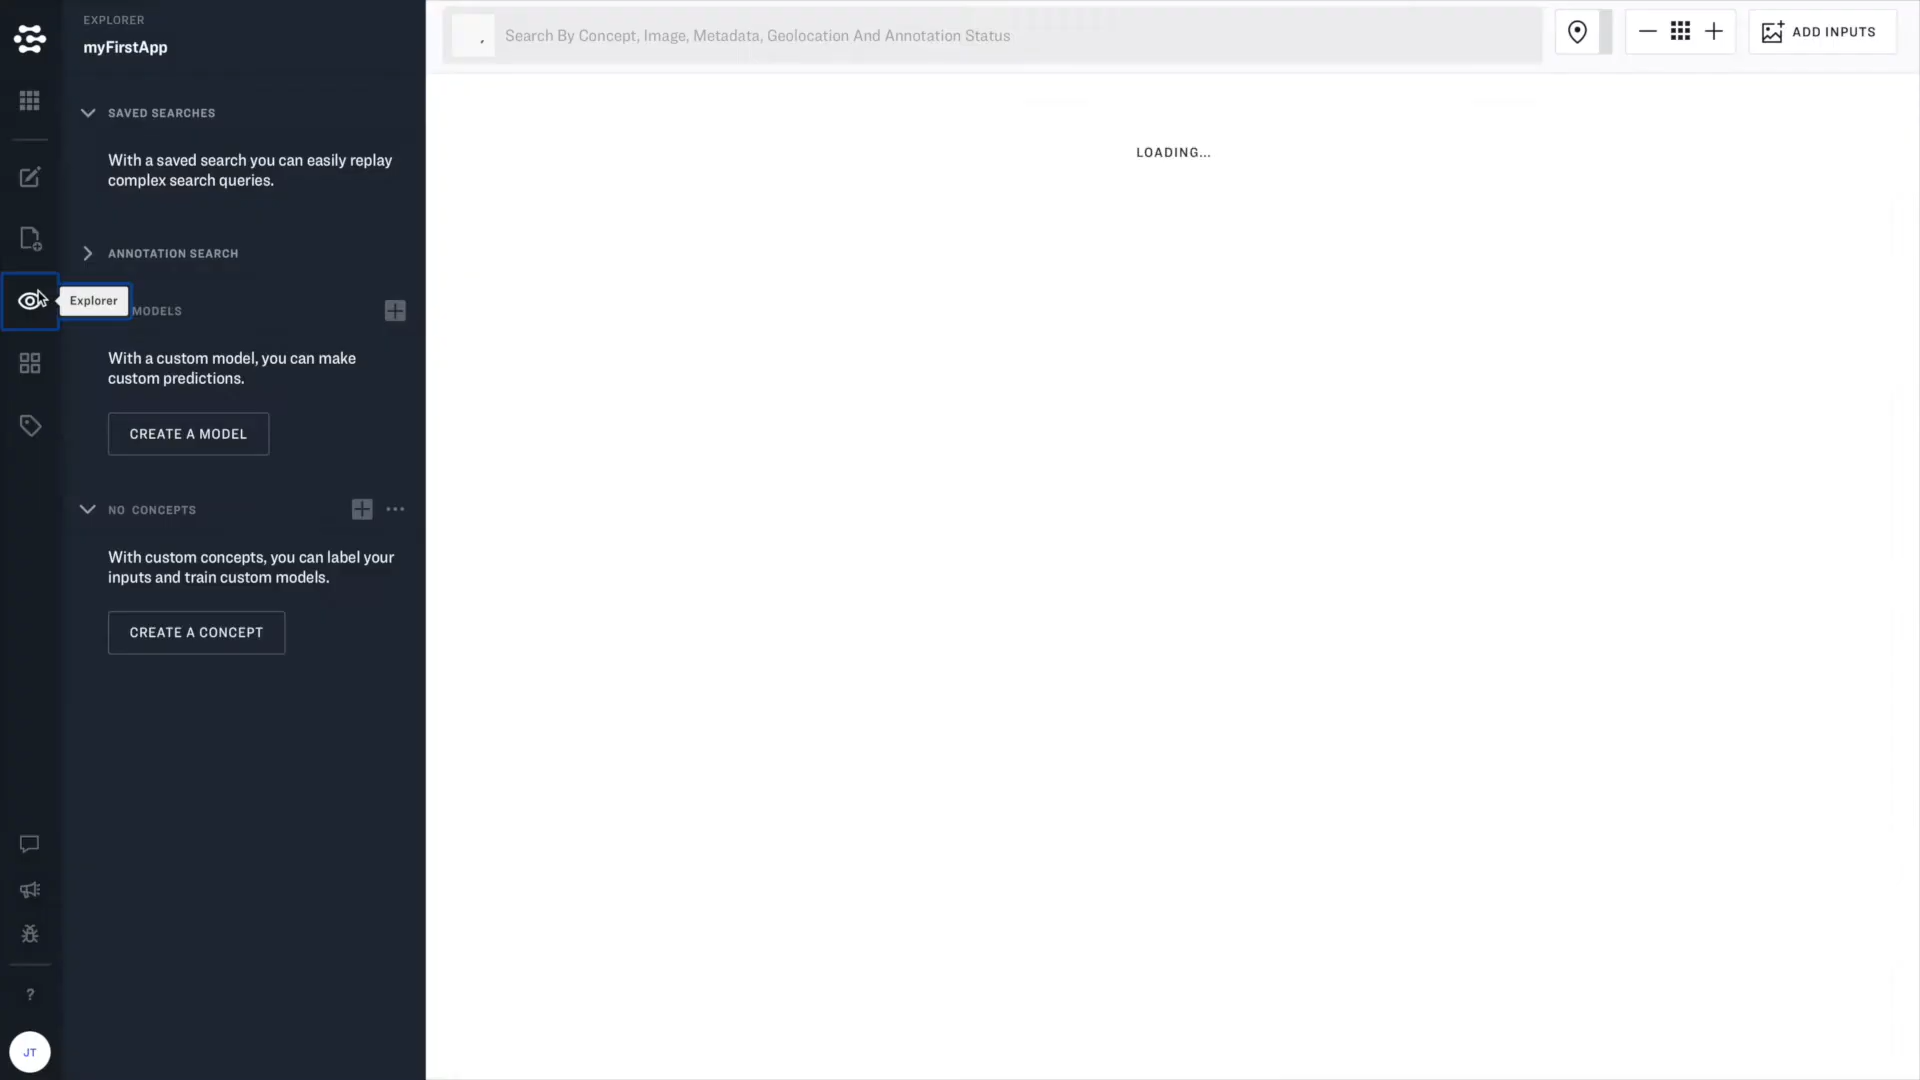 EXPLORER
myFirstApp
Search By Concept, Image, Metadata, Geolocation And Annotation Status
ADD INPUTS
SAVED SEARCHES
With a saved search you can easily replay
complex search queries.
LOADING...
ANNOTATION SEARCH
Explorer
MODELS
With a custom model, you can make
custom predictions.
CREATE A MODEL
NO CONCEPTS
With custom concepts, you can label your
inputs and train custom models.
CREATE A CONCEPT
?
JT